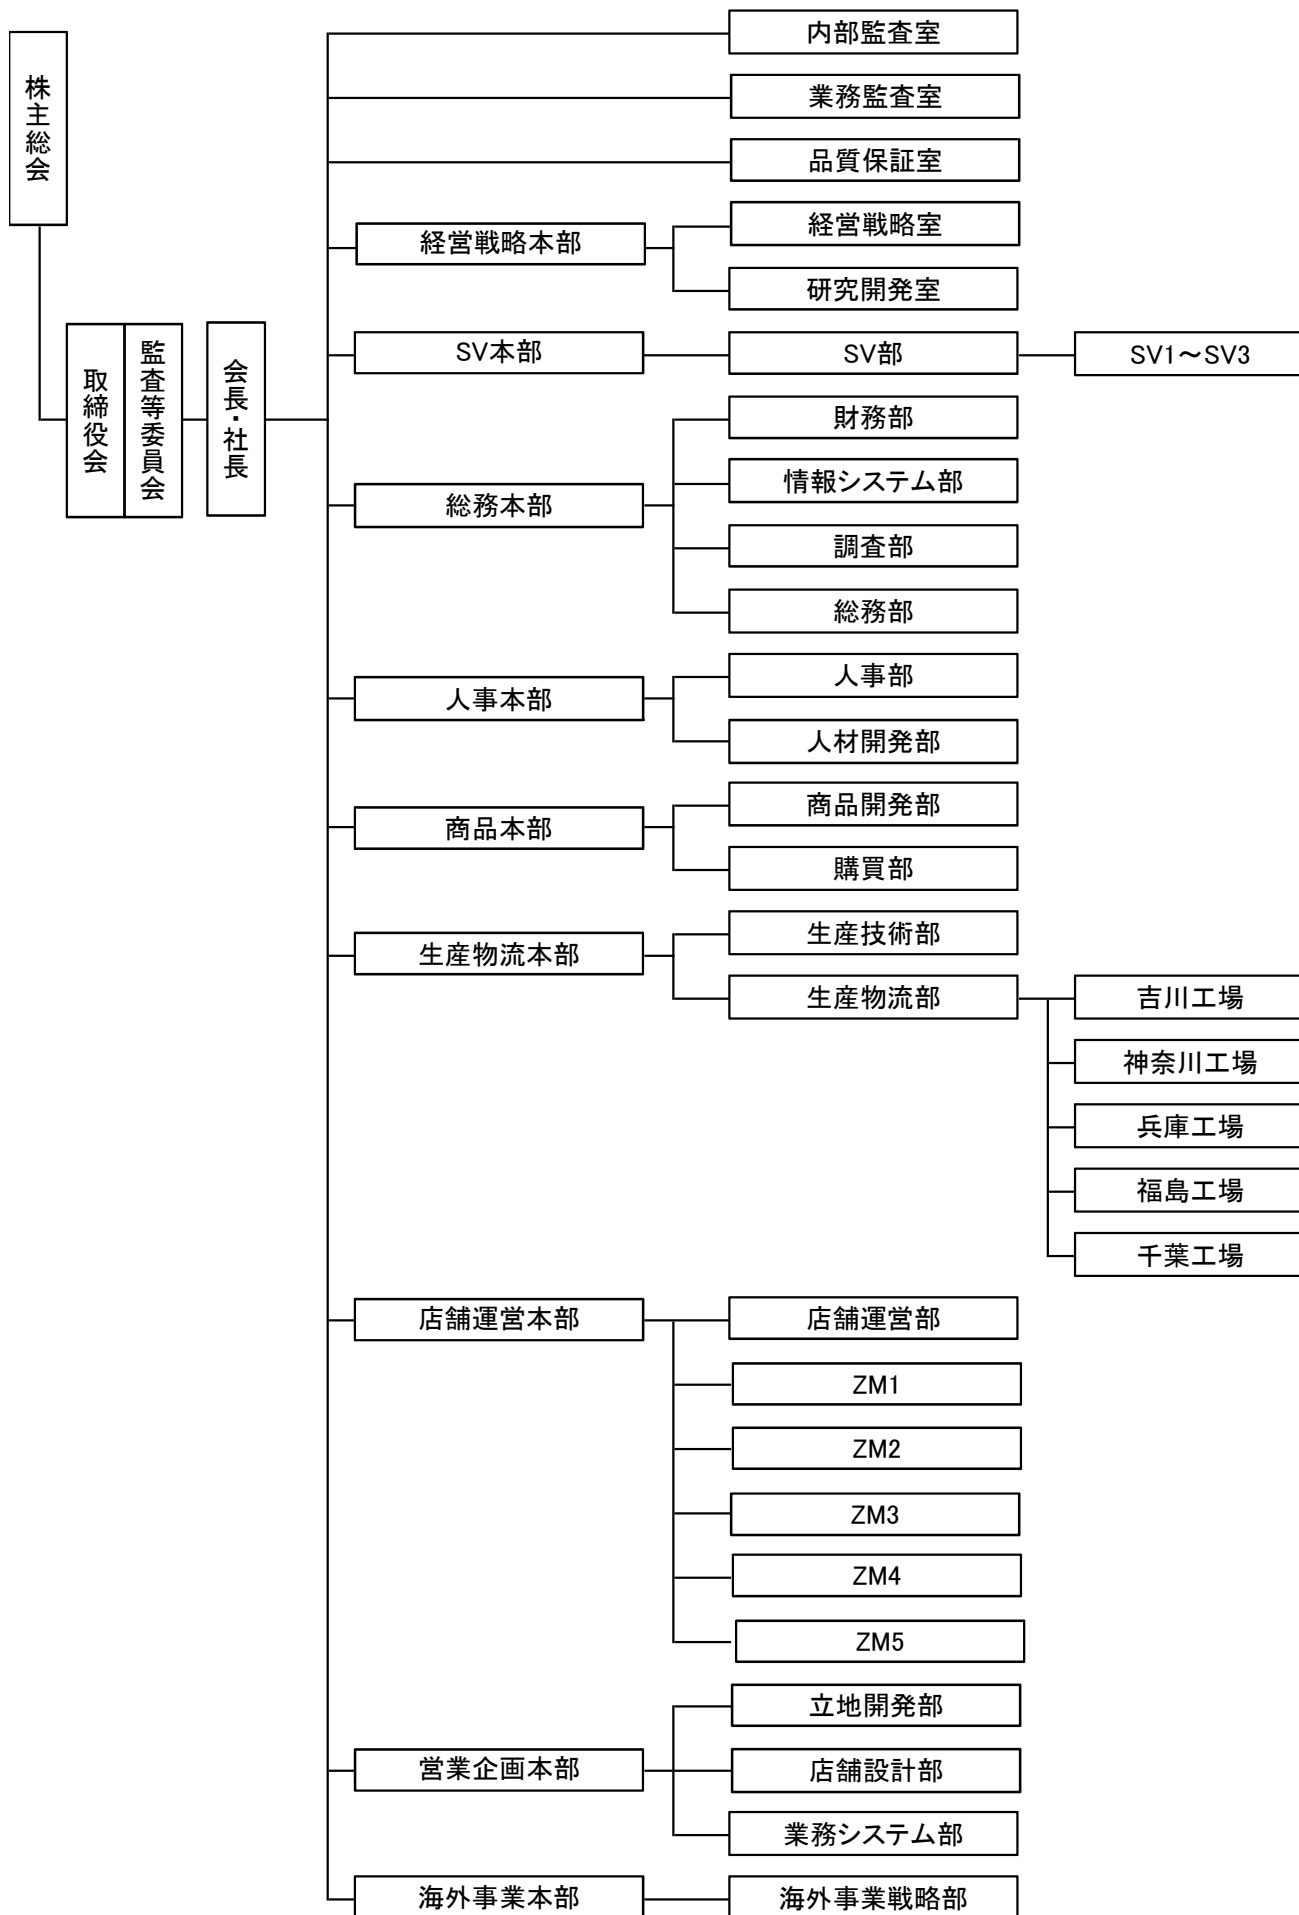 株主総会
取締役会
監査等委員会
会長・社長
内部監査室
業務監査室
品質保証室
経営戦略本部
経営戦略室
研究開発室
SV本部
SV部
SV1～SV3
総務本部
財務部
情報システム部
調査部
総務部
人事本部
人事部
人材開発部
商品本部
商品開発部
購買部
生産物流本部
生産技術部
生産物流部
吉川工場
神奈川工場
兵庫工場
福島工場
千葉工場
店舗運営本部
店舗運営部
ZM1
ZM2
ZM3
ZM4
ZM5
営業企画本部
立地開発部
店舗設計部
業務システム部
海外事業本部
海外事業戦略部